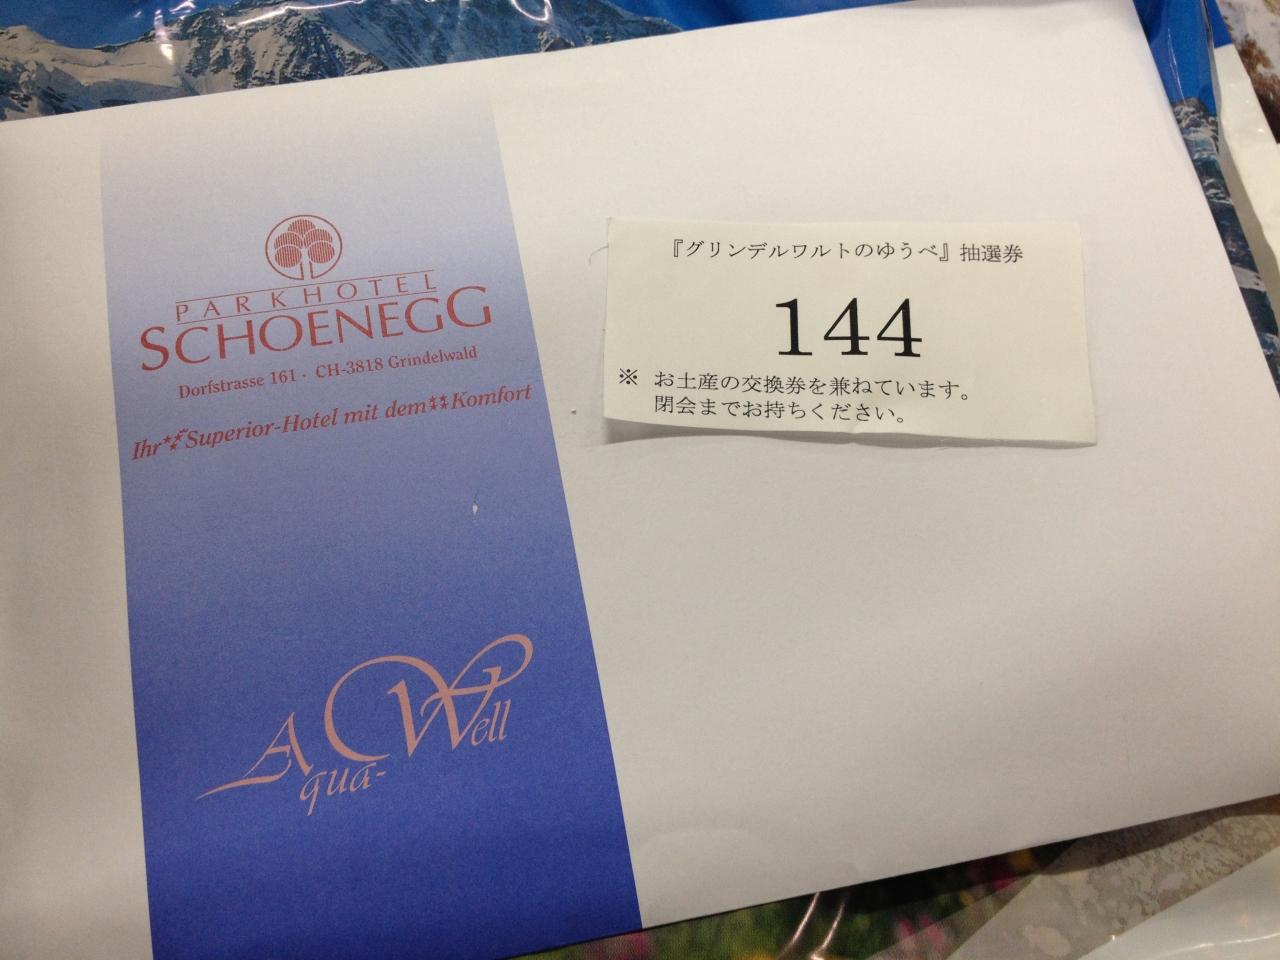 PARKHOTEL
SCHOENEGG
Dorfstrasse 161 · CH-3818 Grindelwald
Ihr Superior-Hotel mit dem Komfort
Aqua-Well
『グリンデルワルトのゆうべ』抽選券
144
※ お土産の交換券を兼ねています。
閉会までお持ちください。